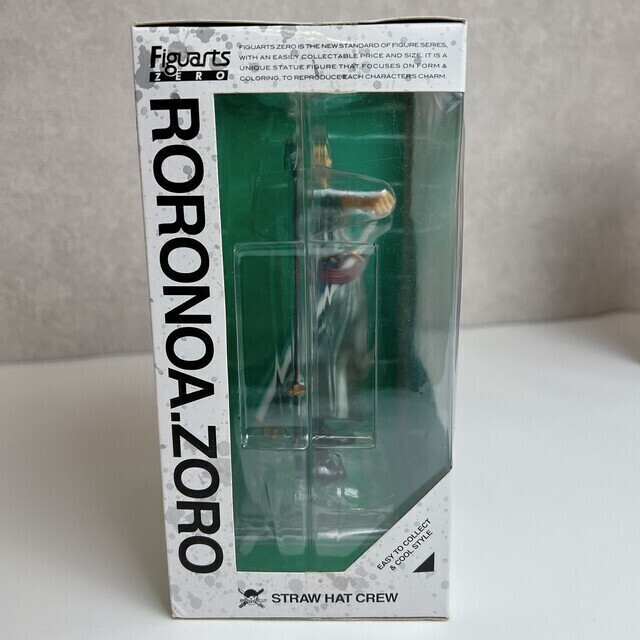 Figuarts
ZERO
FIGUARTS ZERO IS THE NEW STANDARD OF FIGURE SERIES,
WITH AN EASILY COLLECTABLE PRICE AND SIZE. IT IS A
UNIQUE STATUE FIGURE THAT FOCUSES ON FORM &
COLORING, TO REPRODUCE EACH CHARACTER'S CHARM.
RORONOA.ZORO
EASY TO COLLECT
& COOL STYLE
STRAW HAT CREW